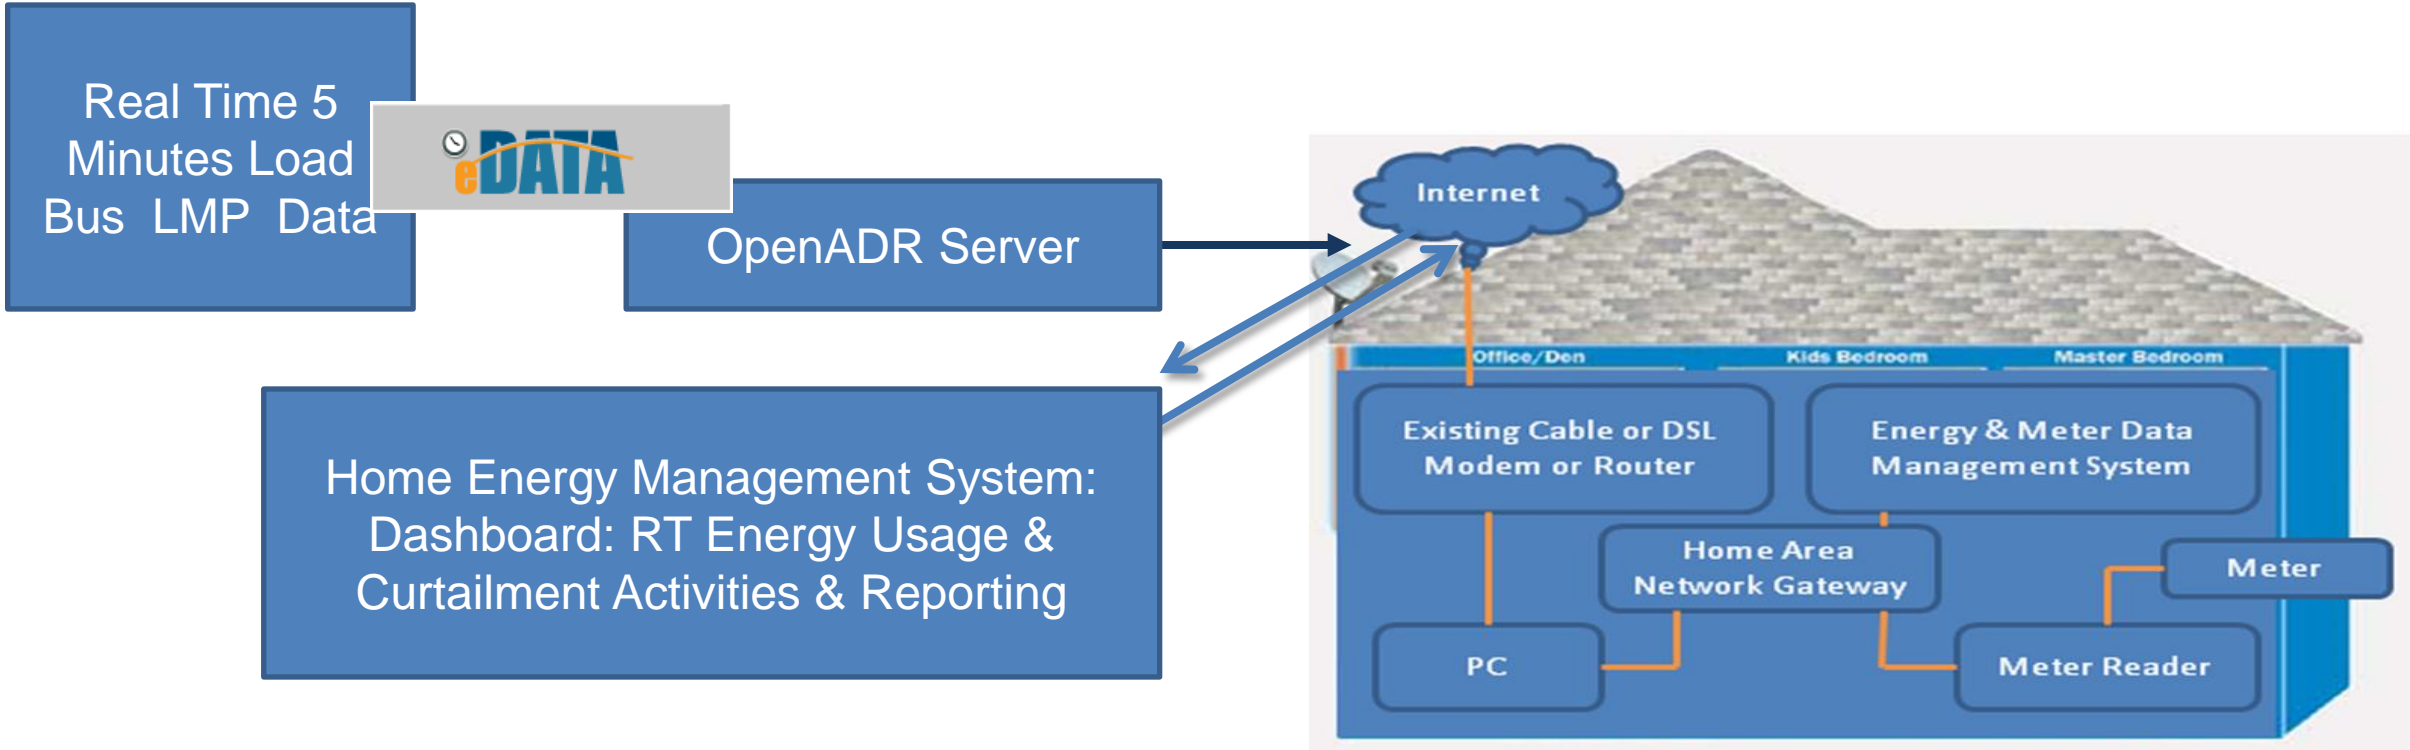 Real Time 5
Minutes Load
Bus LMP Data
eDATA
OpenADR Server
Internet
Home Energy Management System:
Dashboard: RT Energy Usage &
Curtailment Activities & Reporting
Office/Den
Kids Bedroom
Master Bedroom
Existing Cable or DSL
Modem or Router
Energy & Meter Data
Management System
Home Area
Network Gateway
Meter
PC
Meter Reader